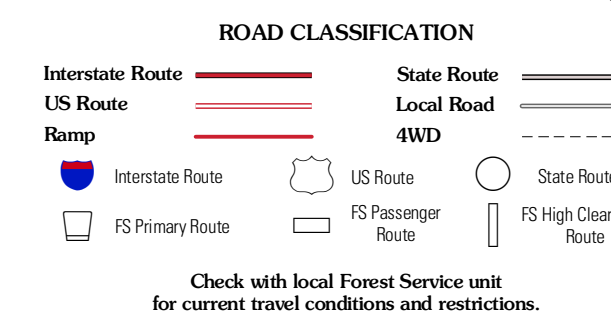 ROAD CLASSIFICATION
Interstate Route
State Route
US Route
Local Road
Ramp
4WD
Interstate Route
US Route
State Route
FS Primary Route
FS Passenger
Route
FS High Clear
Route
Check with local Forest Service unit
for current travel conditions and restrictions.